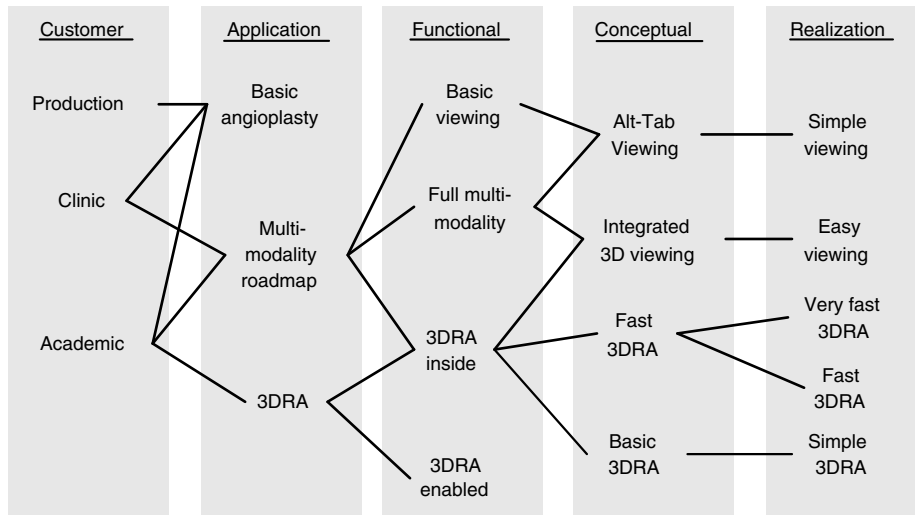 Customer
Application
Functional
Conceptual
Realization
Production
Clinic
Academic
Basic
angioplasty
Multi-
modality
roadmap
3DRA
Basic
viewing
Full multi-
modality
3DRA
inside
3DRA
enabled
Alt-Tab
Viewing
Integrated
3D viewing
Fast
3DRA
Basic
3DRA
Simple
viewing
Easy
viewing
Very fast
3DRA
Fast
3DRA
Simple
3DRA